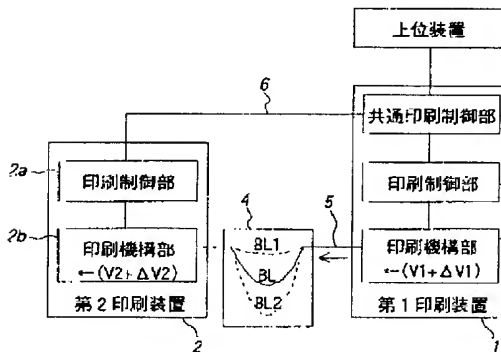 上位装置
6
共通印刷制御部
2a
印刷制御部
印刷制御部
4
5
2b
印刷機構部
←(V2+ΔV2)
BL1
BL
BL2
印刷機構部
←(V1+ΔV1)
第2印刷装置
第1印刷装置
2
1